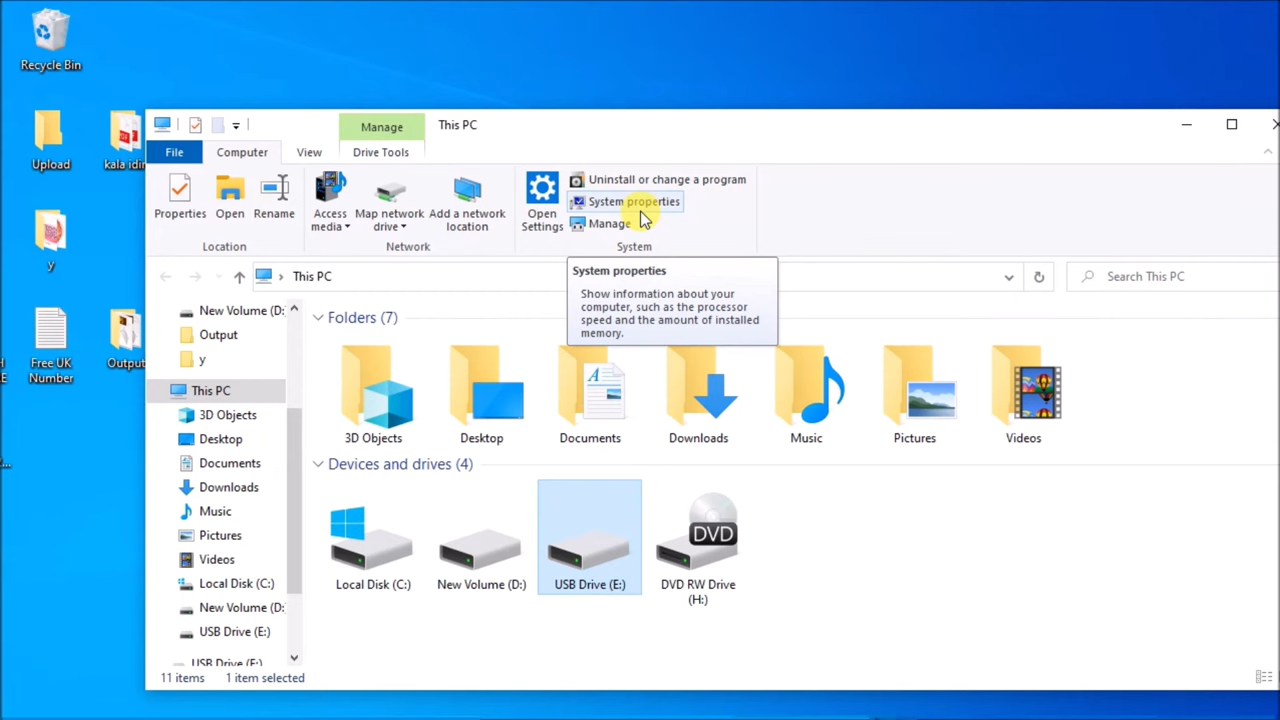 Recycle Bin
Upload
kala idin
y
Free UK
Number
Output
Manage
This PC
File
Computer
View
Drive Tools
Properties
Open
Rename
Location
Access
media
Map network
drive
Add a network
location
Network
Open
Settings
Uninstall or change a program
System properties
Manage
System
This PC
Search This PC
System properties
Show information about your
computer, such as the processor
speed and the amount of installed
memory.
New Volume (D:
Output
y
This PC
3D Objects
Desktop
Documents
Downloads
Music
Pictures
Videos
Local Disk (C:)
New Volume (D:
USB Drive (E:)
USB Drive (E:)
Folders (7)
3D Objects
Desktop
Documents
Downloads
Music
Pictures
Videos
Devices and drives (4)
Local Disk (C:)
New Volume (D:)
USB Drive (E:)
DVD
DVD RW Drive
(H:)
11 items
1 item selected